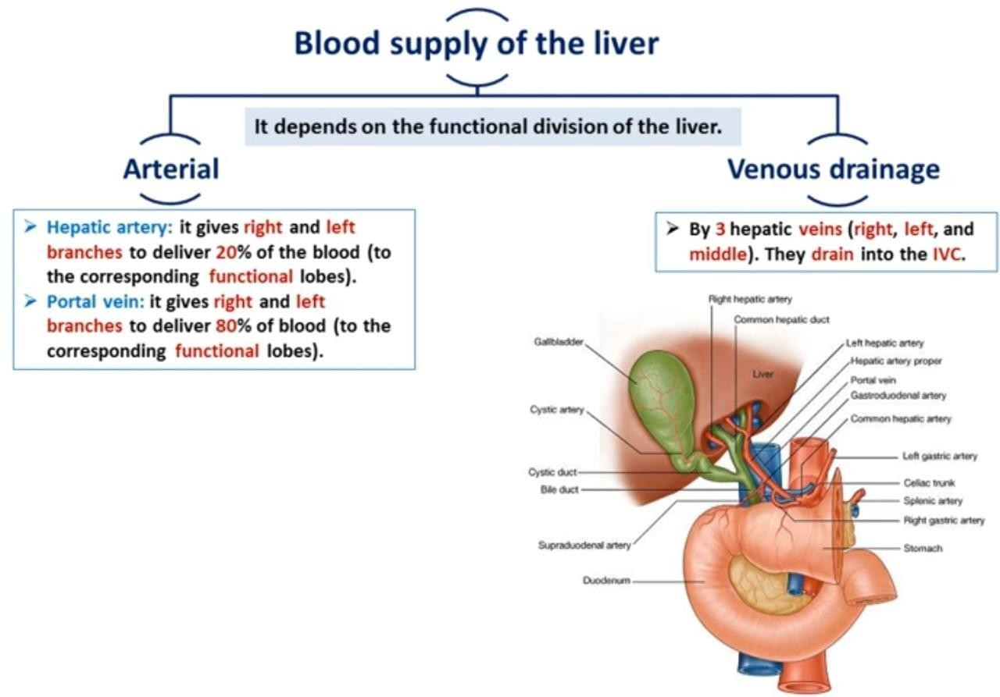 Blood supply of the liver
It depends on the functional division of the liver.
Arterial
➤ Hepatic artery: it gives right and left
branches to deliver 20% of the blood (to
the corresponding functional lobes).
➤ Portal vein: it gives right and left
branches to deliver 80% of blood (to the
corresponding functional lobes).
Venous drainage
➤ By 3 hepatic veins (right, left, and
middle). They drain into the IVC.
Right hepatic artery
Common hepatic duct
Gallbladder
Left hepatic artery
Hepatic artery proper
Liver
Portal vein
Gastroduodenal artery
Cystic artery
Common hepatic artery
Left gastric artery
Cystic duct
Celiac trunk
Bile duct
Splenic artery
Right gastric artery
Supraduodenal artery
Stomach
Duodenum